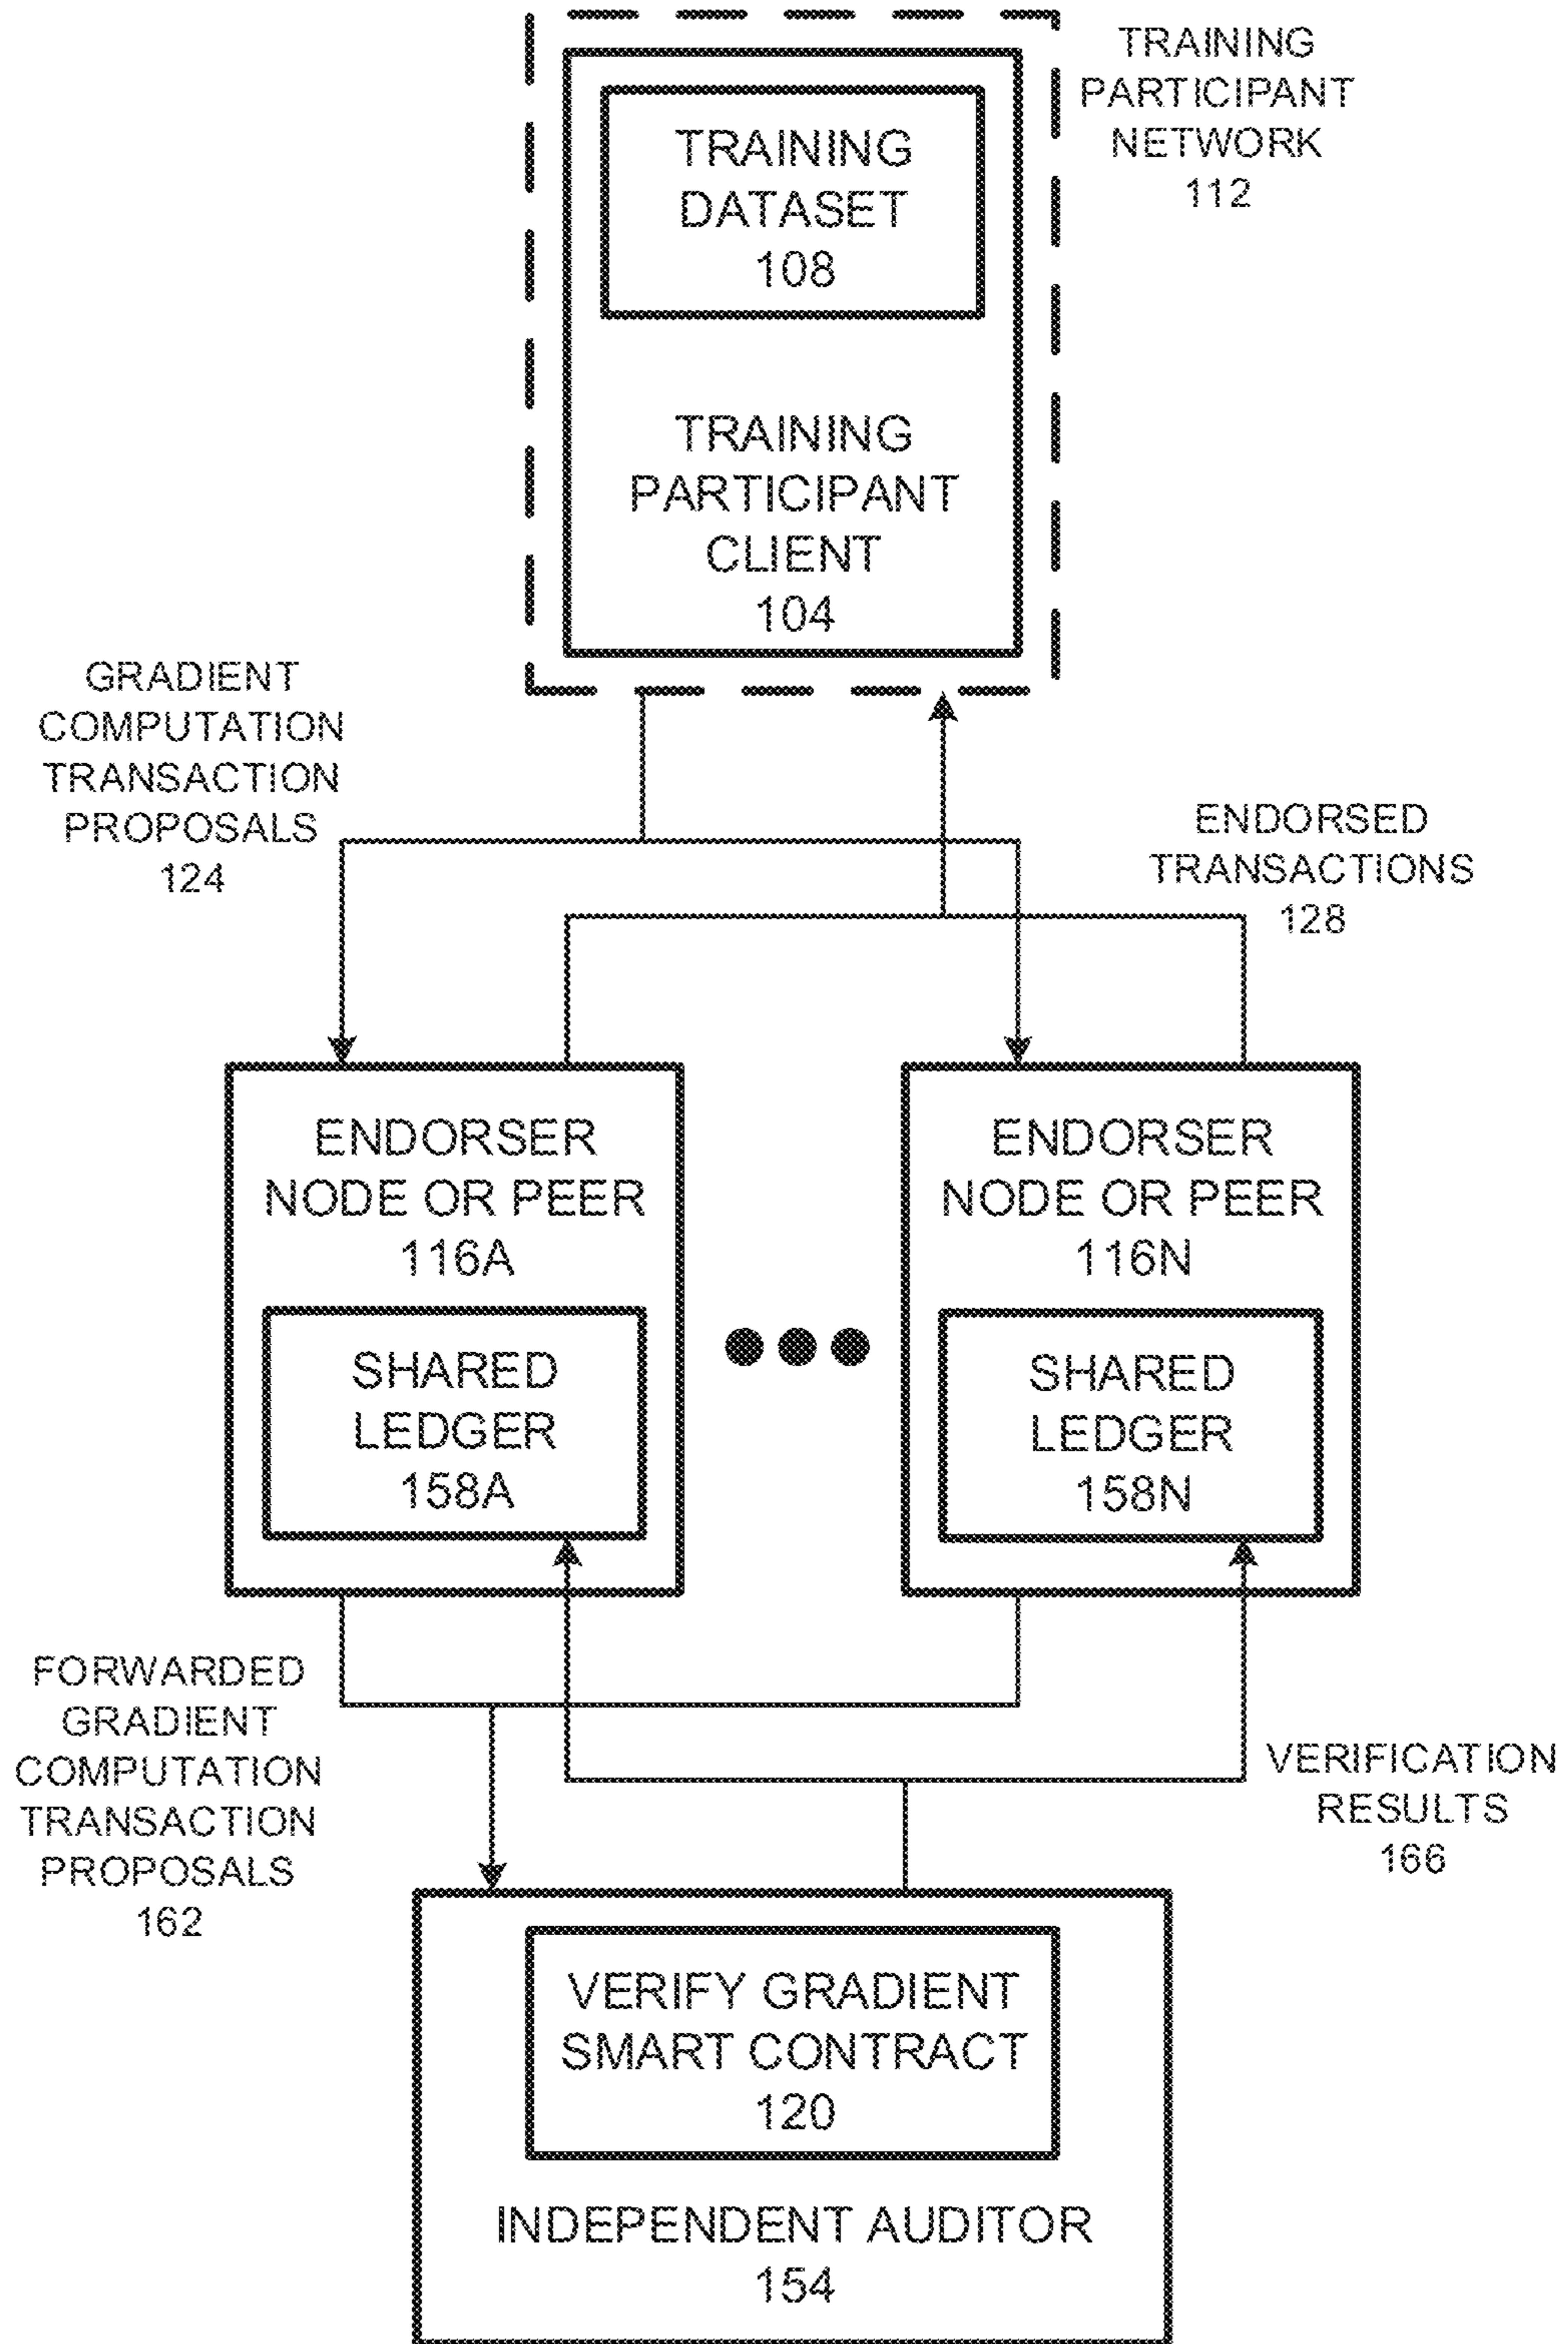 TRAINING
PARTICIPANT
NETWORK
112
TRAINING
DATASET
108
TRAINING
PARTICIPANT
CLIENT
104
GRADIENT
COMPUTATION
TRANSACTION
PROPOSALS
124
ENDORSED
TRANSACTIONS
128
ENDORSER
NODE OR PEER
116A
SHARED
LEDGER
158A
ENDORSER
NODE OR PEER
116N
SHARED
LEDGER
158N
FORWARDED
GRADIENT
COMPUTATION
TRANSACTION
PROPOSALS
162
VERIFICATION
RESULTS
166
VERIFY GRADIENT
SMART CONTRACT
120
INDEPENDENT AUDITOR
154